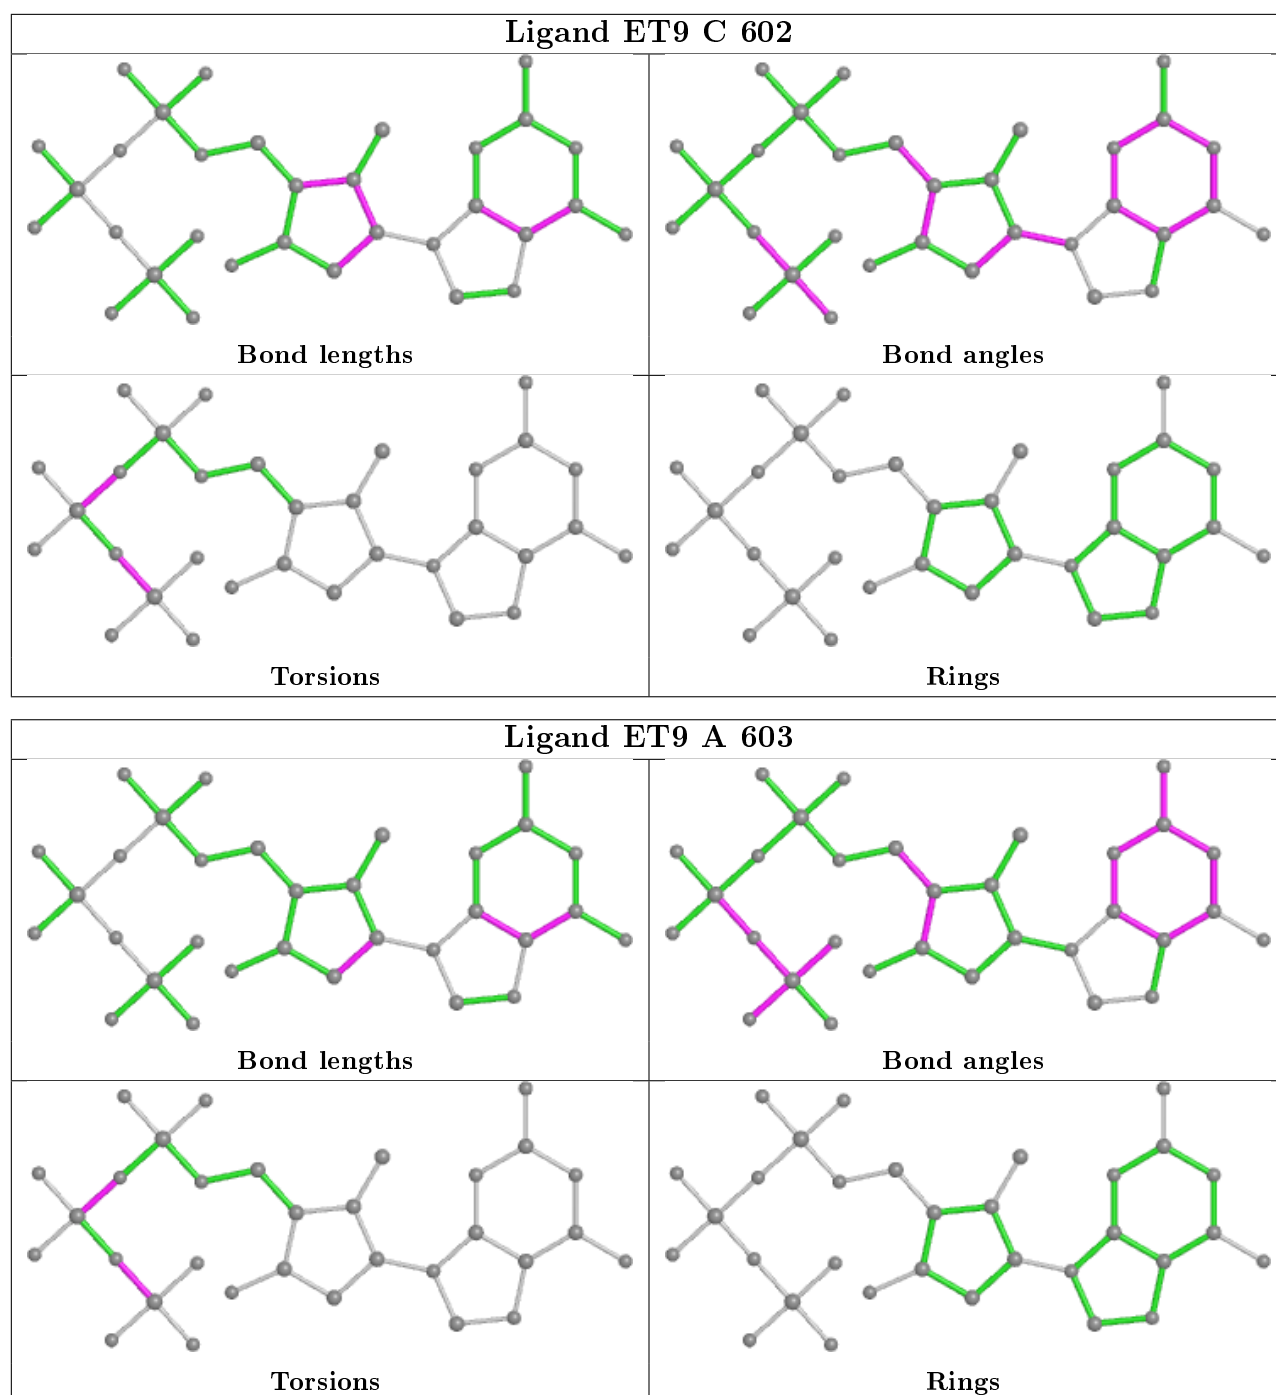 Ligand ET9 C 602
Bond lengths
Bond angles
Torsions
Rings
Ligand ET9 A 603
Bond lengths
Bond angles
Torsions
Rings